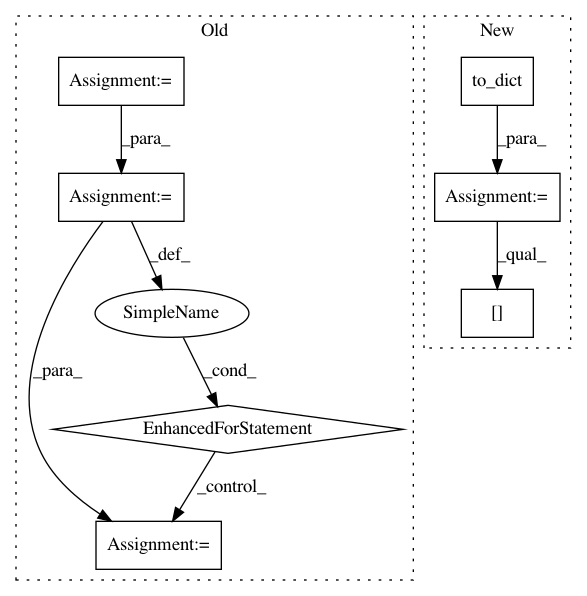 Old
New
Assignment:=
to_dict
_para_
_para_
Assignment:=
Assignment:=
_def_
_qual_
SimpleName
[]
_para_
_cond_
EnhancedForStatement
_control_
Assignment:=